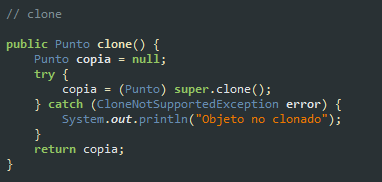 // clone
public Punto clone() {
    Punto copia = null;
    try {
        copia = (Punto) super.clone();
    } catch (CloneNotSupportedException error) {
        System.out.println("Objeto no clonado");
    }
    return copia;
}